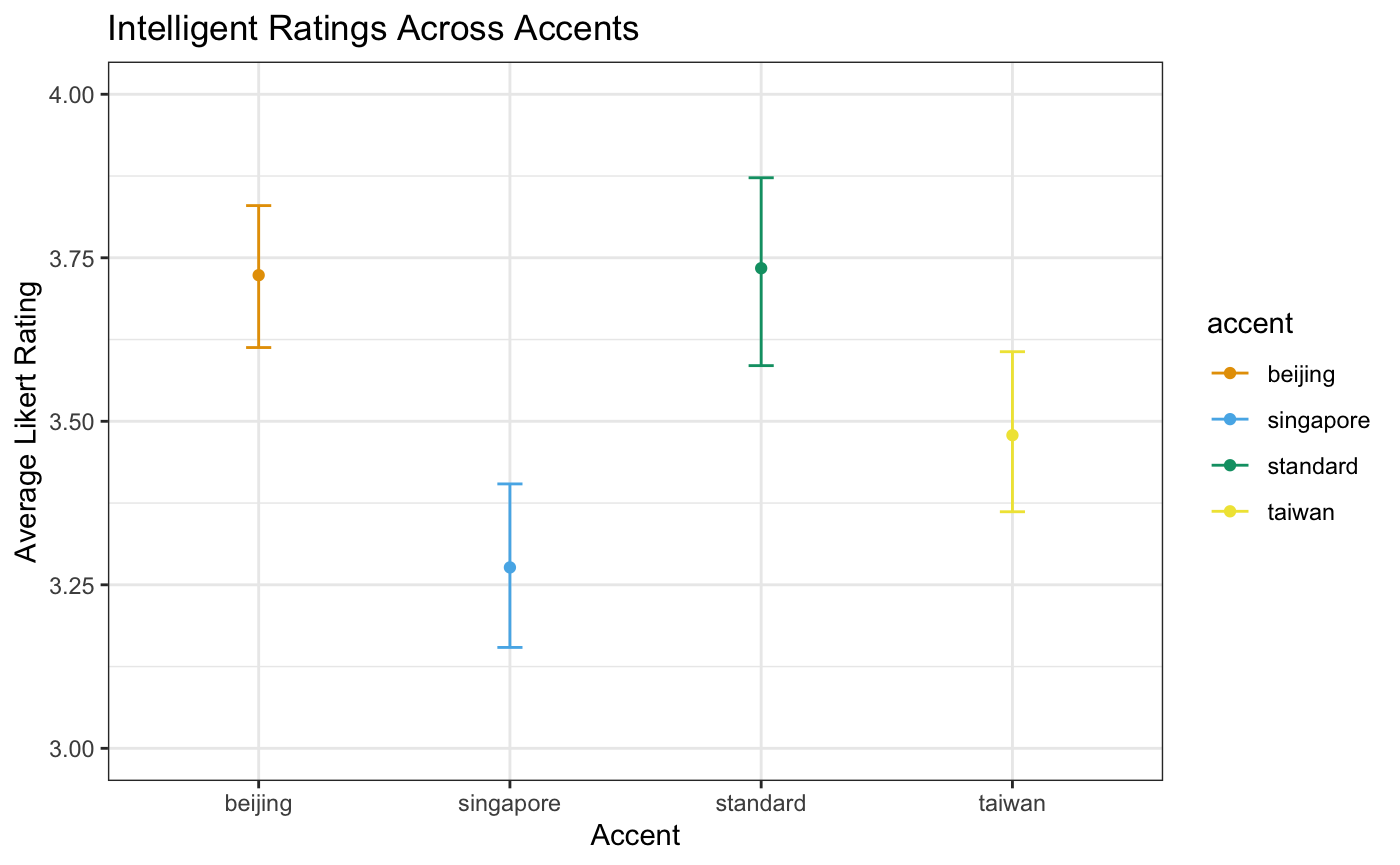 Intelligent Ratings Across Accents
4.00
3.75
3.50
3.25
3.00
Average Likert Rating
beijing
singapore
standard
taiwan
Accent
accent
beijing
singapore
standard
taiwan